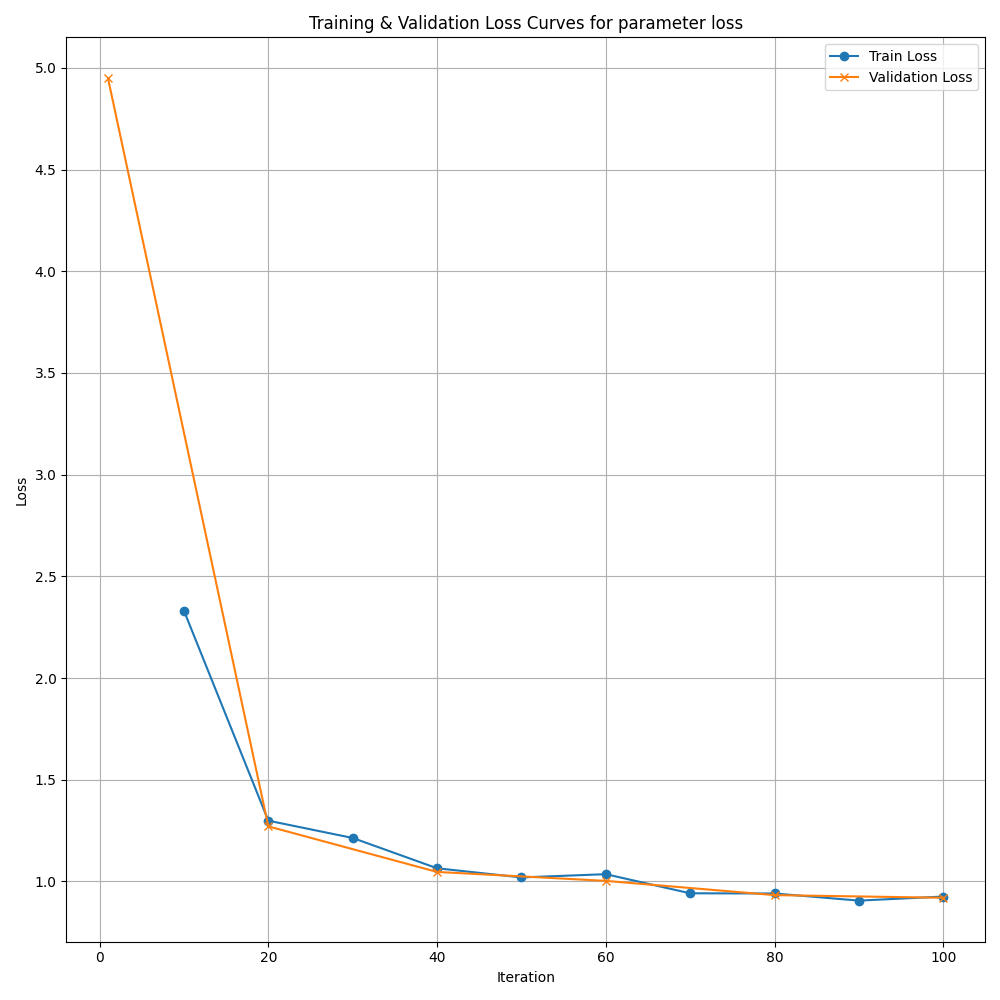 Training & Validation Loss Curves for parameter loss
Train Loss
Validation Loss
5.0
4.5
4.0
3.5
3.0
2.5
2.0
1.5
1.0
Loss
0 20 40 60 80 100
Iteration